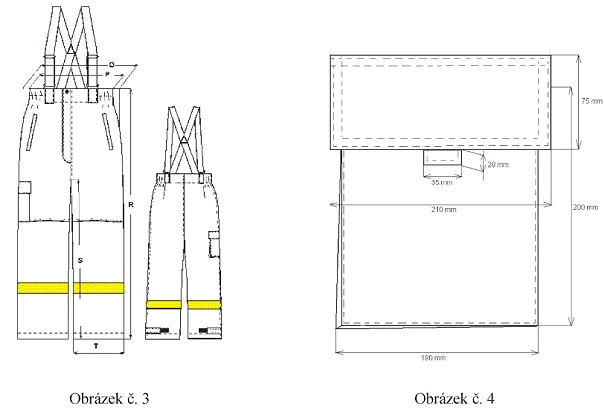 O
P
R
S
T
75 mm
20 mm
35 mm
210 mm
200 mm
190 mm
Obrázek č. 3
Obrázek č. 4